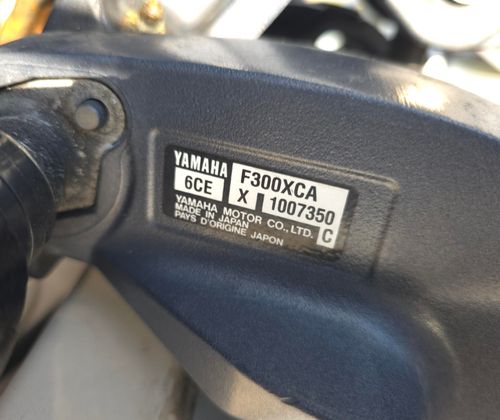 YAMAHA F300XCA
6CE X 1007350
YAMAHA MOTOR CO., LTD.
MADE IN JAPAN
PAYS D'ORIGINE JAPON C